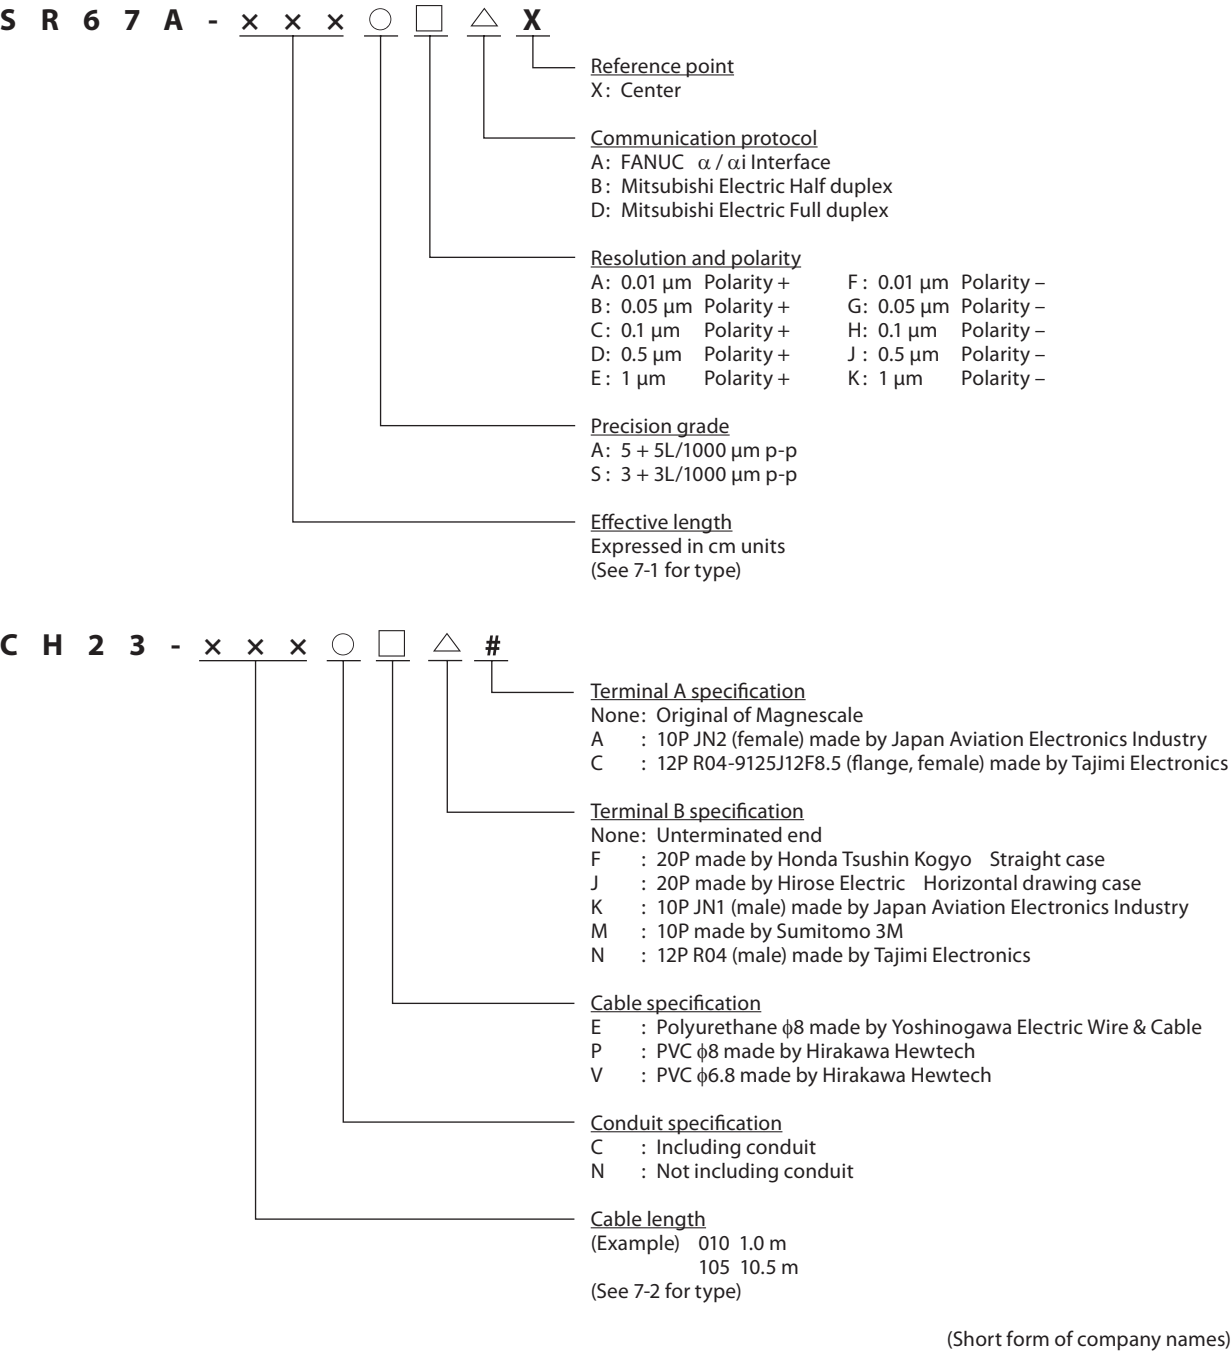 S R 6 7 A - × × × ○ □ △ X
Reference point
X : Center
Communication protocol
A : FANUC α / αi Interface
B : Mitsubishi Electric Half duplex
D: Mitsubishi Electric Full duplex
Resolution and polarity
A: 0.01 μm Polarity + F : 0.01 μm Polarity –
B : 0.05 μm Polarity + G: 0.05 μm Polarity –
C : 0.1 μm Polarity + H: 0.1 μm Polarity –
D: 0.5 μm Polarity + J : 0.5 μm Polarity –
E : 1 μm Polarity + K : 1 μm Polarity –
Precision grade
A: 5 + 5L/1000 μm p-p
S : 3 + 3L/1000 μm p-p
Effective length
Expressed in cm units
(See 7-1 for type)
C H 2 3 - × × × ○ □ △ #
Terminal A specification
None : Original of Magnescale
A : 10P JN2 (female) made by Japan Aviation Electronics Industry
C : 12P R04-9125J12F8.5 (flange, female) made by Tajimi Electronics
Terminal B specification
None : Unterminated end
F : 20P made by Honda Tsushin Kogyo Straight case
J : 20P made by Hirose Electric Horizontal drawing case
K : 10P JN1 (male) made by Japan Aviation Electronics Industry
M : 10P made by Sumitomo 3M
N : 12P R04 (male) made by Tajimi Electronics
Cable specification
E : Polyurethane ϕ8 made by Yoshinogawa Electric Wire & Cable
P : PVC ϕ8 made by Hirakawa Hewtech
V : PVC ϕ6.8 made by Hirakawa Hewtech
Conduit specification
C : Including conduit
N : Not including conduit
Cable length
(Example) 010 1.0 m
105 10.5 m
(See 7-2 for type)
(Short form of company names)